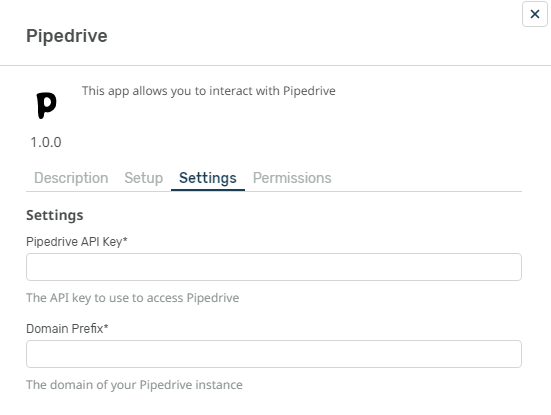 Pipedrive
This app allows you to interact with Pipedrive
p
1.0.0
Description Setup Settings Permissions
Settings
Pipedrive API Key*
The API key to use to access Pipedrive
Domain Prefix*
The domain of your Pipedrive instance